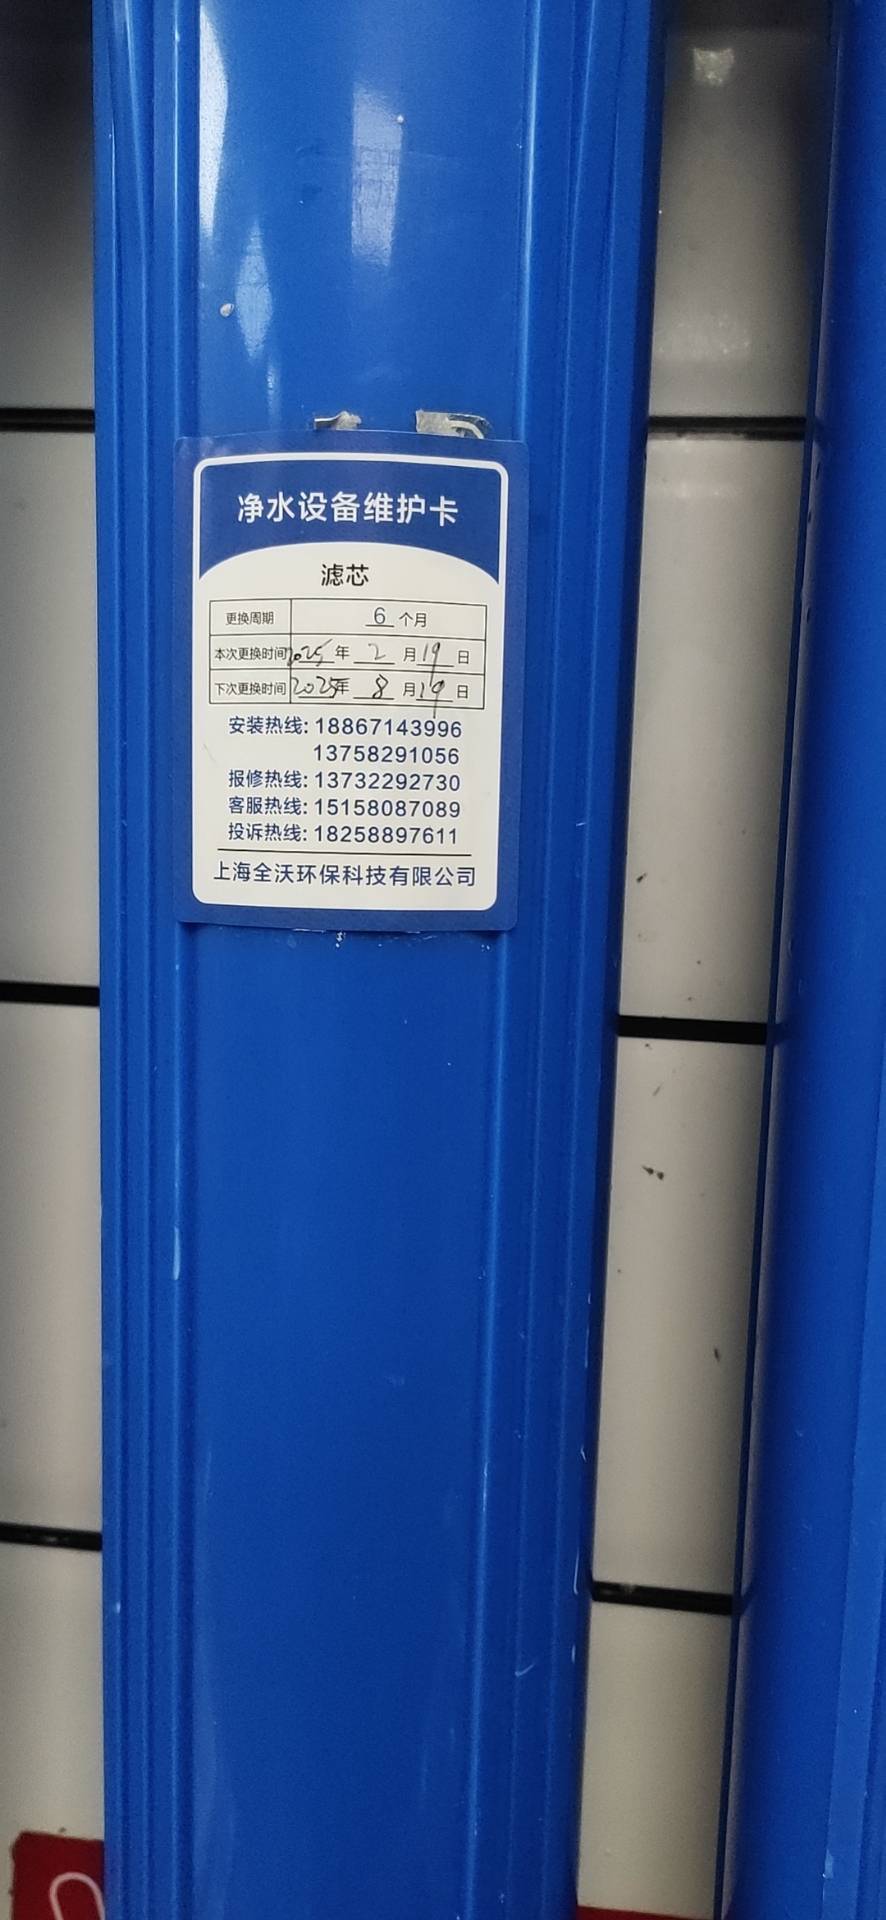 净水设备维护卡
滤芯
更换周期 6 个月
本次更换时间 2025 年 2 月 19 日
下次更换时间 2025 年 8 月 19 日
安装热线: 18867143996
13758291056
报修热线: 13732292730
客服热线: 15158087089
投诉热线: 18258897611
上海全沃环保科技有限公司